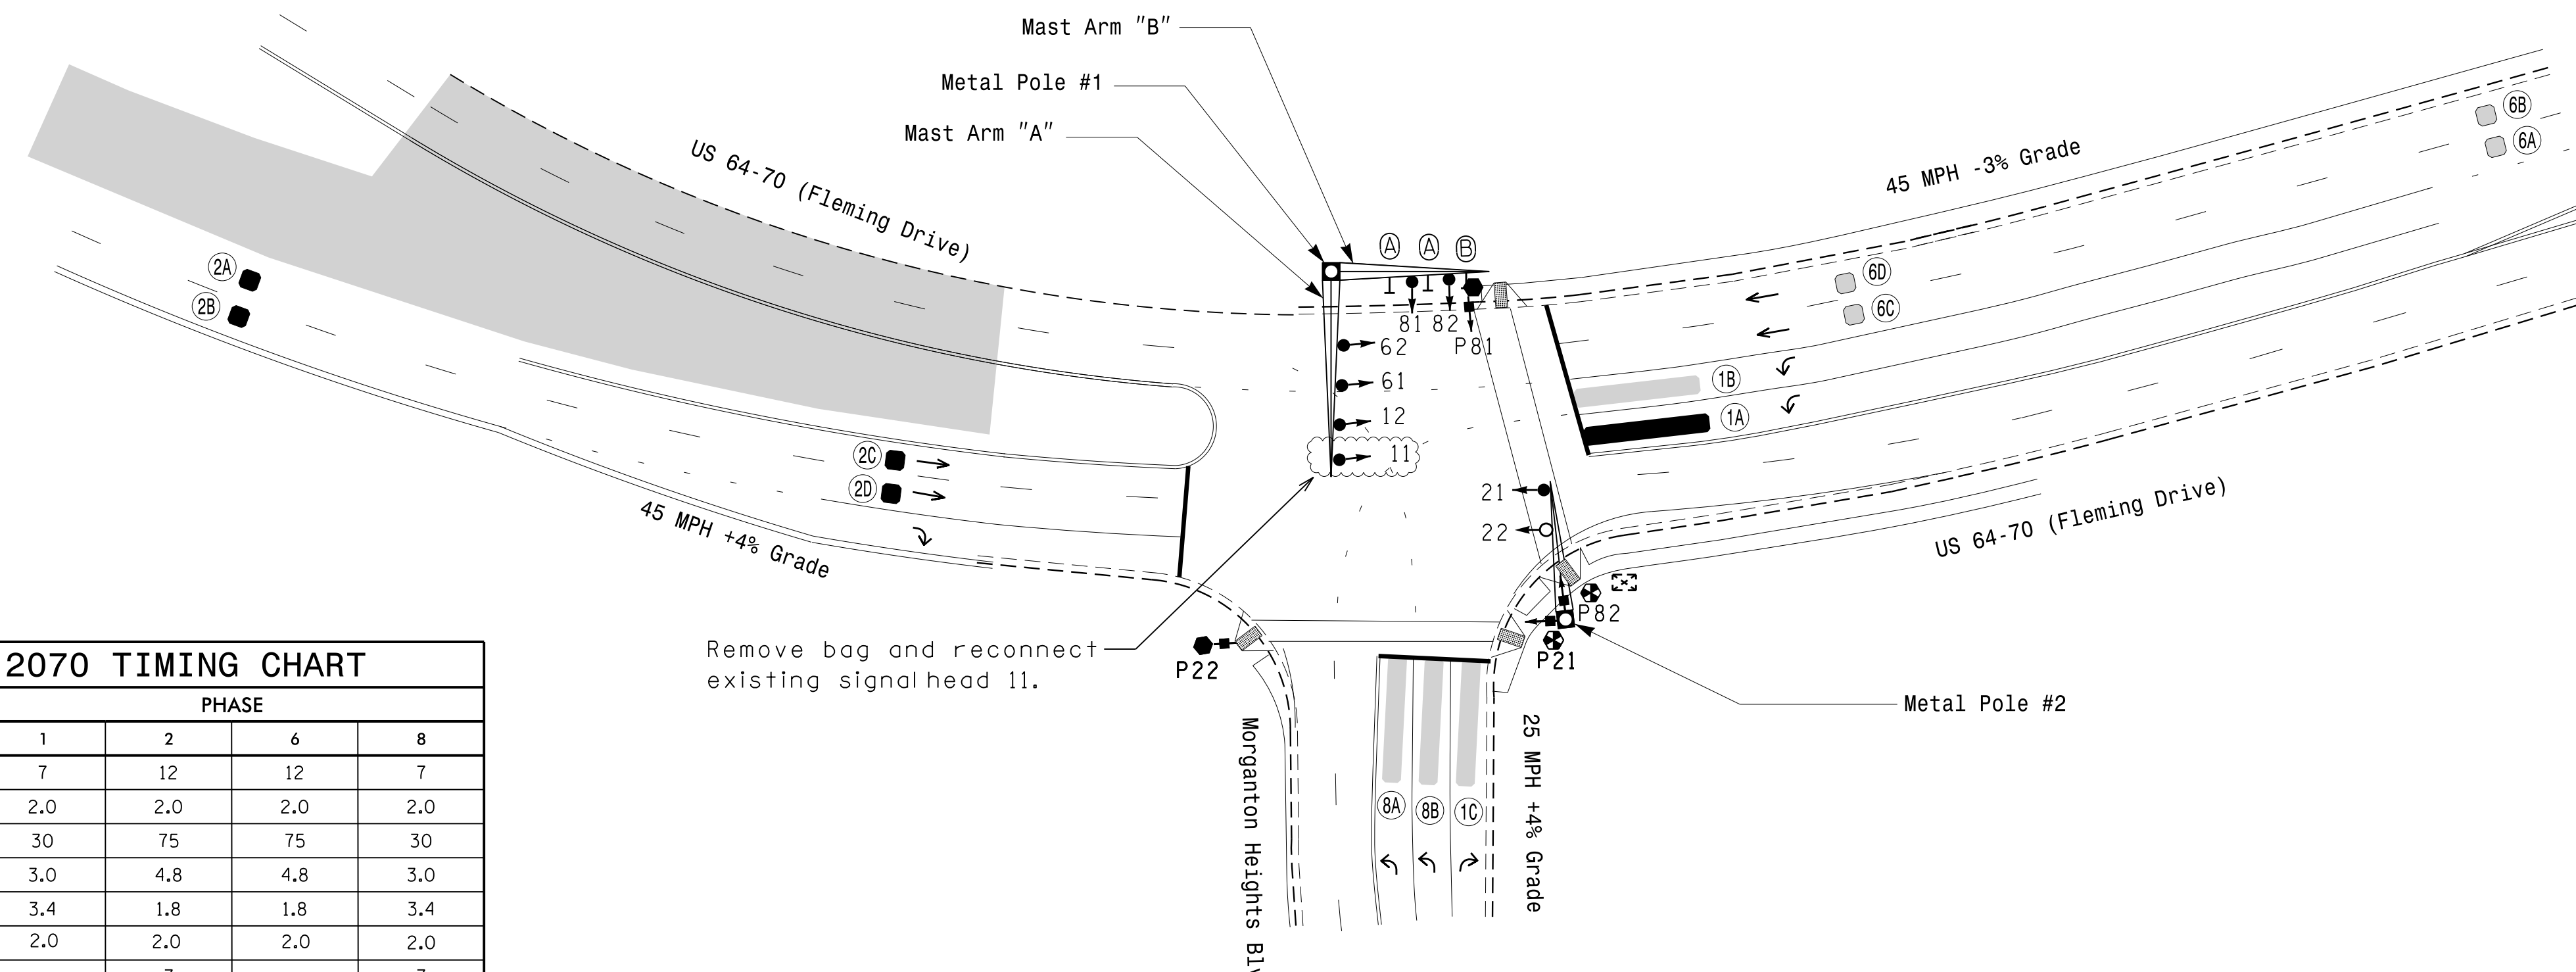 Mast Arm "B"
Metal Pole #1
Mast Arm "A"
US 64-70 (Fleming Drive)
45 MPH -3% Grade
6B
6A
6D
6C
2A
2B
A
A
B
81
82
P81
62
61
12
11
1B
1A
2C
2D
21
22
45 MPH +4% Grade
US 64-70 (Fleming Drive)
P82
P21
P22
Remove bag and reconnect
existing signal head 11.
Metal Pole #2
8A
8B
1C
Morganton Heights
25 MPH +4% Grade
2070 TIMING CHART
PHASE
1 2 6 8
7 12 12 7
2.0 2.0 2.0 2.0
30 75 75 30
3.0 4.8 4.8 3.0
3.4 1.8 1.8 3.4
2.0 2.0 2.0 2.0